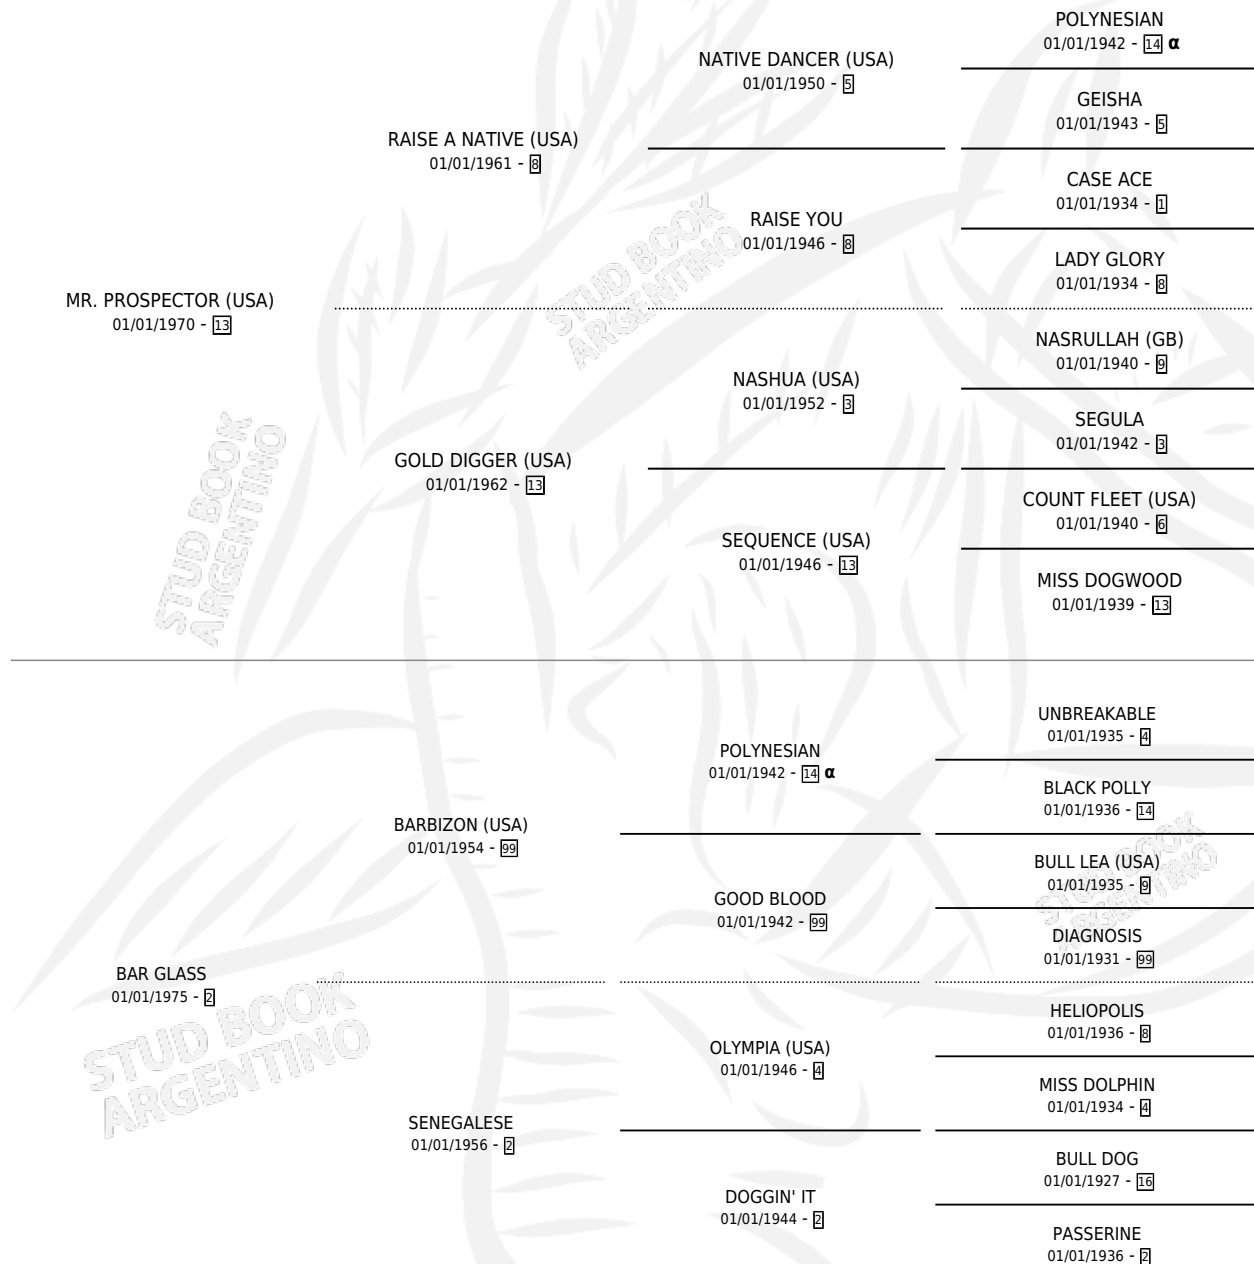 POLYNESIAN
01/01/1942 - 14 α
NATIVE DANCER (USA)
01/01/1950 - 5
GEISHA
01/01/1943 - 5
RAISE A NATIVE (USA)
01/01/1961 - 8
CASE ACE
01/01/1934 - 1
RAISE YOU
01/01/1946 - 8
LADY GLORY
01/01/1934 - 8
MR. PROSPECTOR (USA)
01/01/1970 - 13
NASRULLAH (GB)
01/01/1940 - 9
NASHUA (USA)
01/01/1952 - 3
SEGULA
01/01/1942 - 3
GOLD DIGGER (USA)
01/01/1962 - 13
COUNT FLEET (USA)
01/01/1940 - 6
SEQUENCE (USA)
01/01/1946 - 13
MISS DOGWOOD
01/01/1939 - 13
STUD BOOK
ARGENTINO
STUD BOOK
ARGENTINO
UNBREAKABLE
01/01/1935 - 4
POLYNESIAN
01/01/1942 - 14 α
BLACK POLLY
01/01/1936 - 14
BARBIZON (USA)
01/01/1954 - 99
BULL LEA (USA)
01/01/1935 - 9
GOOD BLOOD
01/01/1942 - 99
DIAGNOSIS
01/01/1931 - 99
BAR GLASS
01/01/1975 - 2
HELIOPOLIS
01/01/1936 - 8
OLYMPIA (USA)
01/01/1946 - 4
MISS DOLPHIN
01/01/1934 - 4
SENEGALESE
01/01/1956 - 2
BULL DOG
01/01/1927 - 16
DOGGIN' IT
01/01/1944 - 2
PASSERINE
01/01/1936 - 2
STUD BOOK
ARGENTINO
STUD BOOK
ARGENTINO